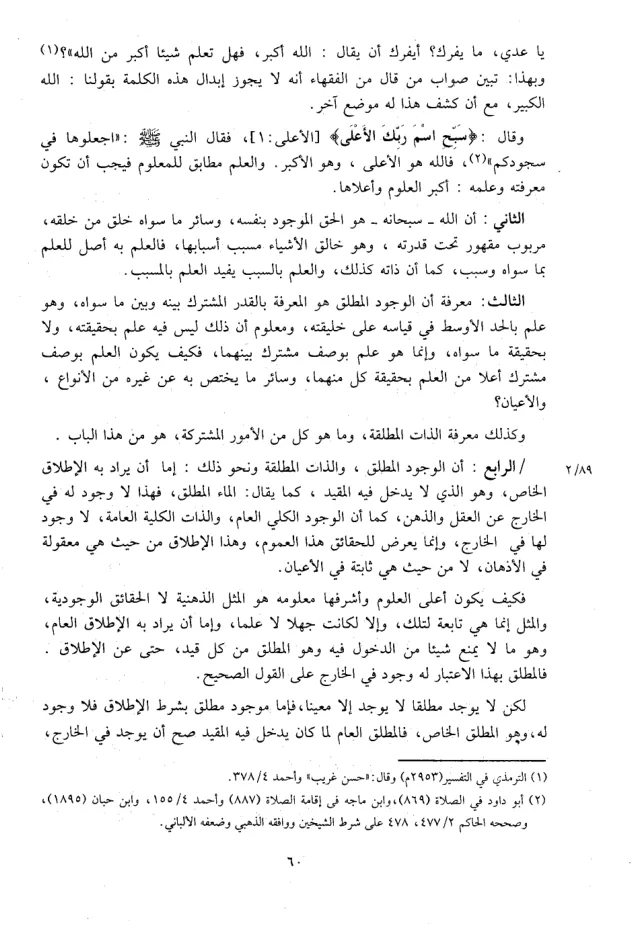 يا عدي، ما يفرك؟ أيفرك أن يقال : الله أكبر، فهل تعلم شيئا أكبر من الله»؟(١)
وبهذا: تبين صواب من قال من الفقهاء أنه لا يجوز إبدال هذه الكلمة بقولنا : الله
الكبير، مع أن كشف هذا له موضع آخر.
وقال :﴿سَبِّحِ اسْمَ رَبِّكَ الأَعْلَى﴾ [الأعلى:١]، فقال النبي ﷺ :«اجعلوها في
سجودكم»(٢)، فالله هو الأعلى ، وهو الأكبر. والعلم مطابق للمعلوم فيجب أن تكون
معرفته وعلمه : أكبر العلوم وأعلاها.
الثاني : أن الله ـ سبحانه ـ هو الحق الموجود بنفسه، وسائر ما سواه خلق من خلقه،
مربوب مقهور تحت قدرته ، وهو خالق الأشياء مسبب أسبابها، فالعلم به أصل للعلم
بما سواه وسبب، كما أن ذاته كذلك، والعلم بالسبب يفيد العلم بالمسبب.
الثالث: معرفة أن الوجود المطلق هو المعرفة بالقدر المشترك بينه وبين ما سواه، وهو
علم بالحد الأوسط في قياسه على خليقته، ومعلوم أن ذلك ليس فيه علم بحقيقته، ولا
بحقيقة ما سواه، وإنما هو علم بوصف مشترك بينهما، فكيف يكون العلم بوصف
مشترك أعلا من العلم بحقيقة كل منهما، وسائر ما يختص به عن غيره من الأنواع ،
والأعيان؟
وكذلك معرفة الذات المطلقة، وما هو كل من الأمور المشتركة، هو من هذا الباب .
٢/٨٩ / الرابع : أن الوجود المطلق ، والذات المطلقة ونحو ذلك : إما أن يراد به الإطلاق
الخاص، وهو الذي لا يدخل فيه المقيد ، كما يقال: الماء المطلق، فهذا لا وجود له في
الخارج عن العقل والذهن، كما أن الوجود الكلي العام، والذات الكلية العامة، لا وجود
لها في الخارج، وإنما يعرض للحقائق هذا العموم، وهذا الإطلاق من حيث هي معقولة
في الأذهان، لا من حيث هي ثابتة في الأعيان.
فكيف يكون أعلى العلوم وأشرفها معلومه هو المثل الذهنية لا الحقائق الوجودية،
والمثل إنما هي تابعة لتلك، وإلا لكانت جهلا لا علما، وإما أن يراد به الإطلاق العام،
وهو ما لا يمنع شيئا من الدخول فيه وهو المطلق من كل قيد، حتى عن الإطلاق .
فالمطلق بهذا الاعتبار له وجود في الخارج على القول الصحيح.
لكن لا يوجد مطلقا لا يوجد إلا معينا،فإما موجود مطلق بشرط الإطلاق فلا وجود
له،وهو المطلق الخاص، فالمطلق العام لما كان يدخل فيه المقيد صح أن يوجد في الخارج،
(١) الترمذي في التفسير(٢٩٥٣م) وقال:«حسن غريب» وأحمد ٣٧٨/٤.
(٢) أبو داود في الصلاة (٨٦٩)،وابن ماجه في إقامة الصلاة (٨٨٧) وأحمد ١٥٥/٤، وابن حبان (١٨٩٥)،
وصححه الحاكم ٤٧٧/٢، ٤٧٨ على شرط الشيخين ووافقه الذهبي وضعفه الألباني.
٦٠